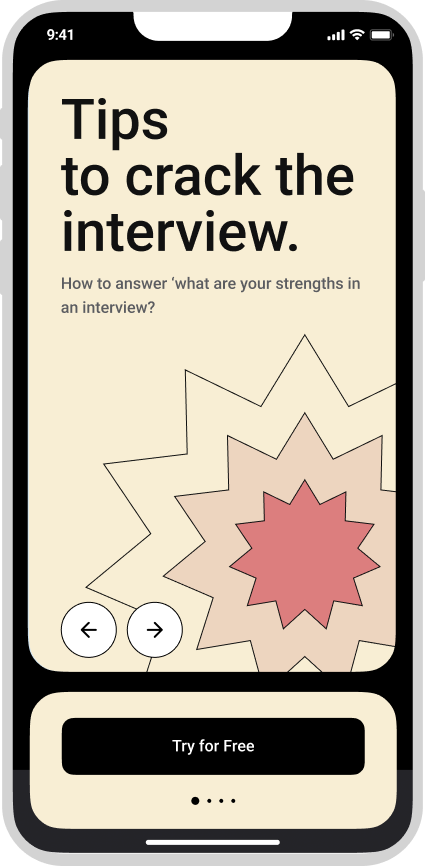 9:41
Tips
to crack the
interview.
How to answer ‘what are your strengths in
an interview?
Try for Free